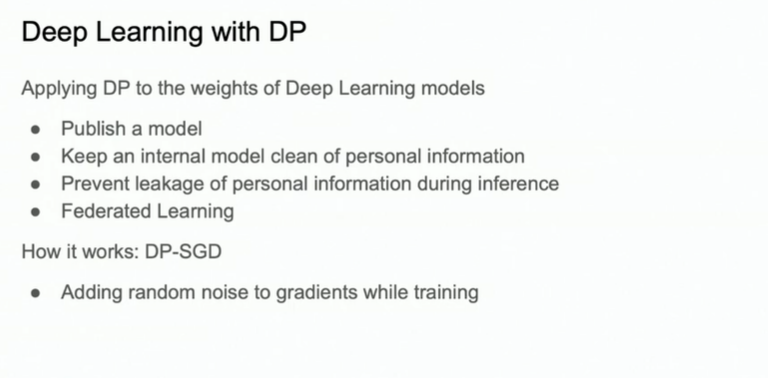 Deep Learning with DP
Applying DP to the weights of Deep Learning models
● Publish a model
● Keep an internal model clean of personal information
● Prevent leakage of personal information during inference
● Federated Learning
How it works: DP-SGD
● Adding random noise to gradients while training